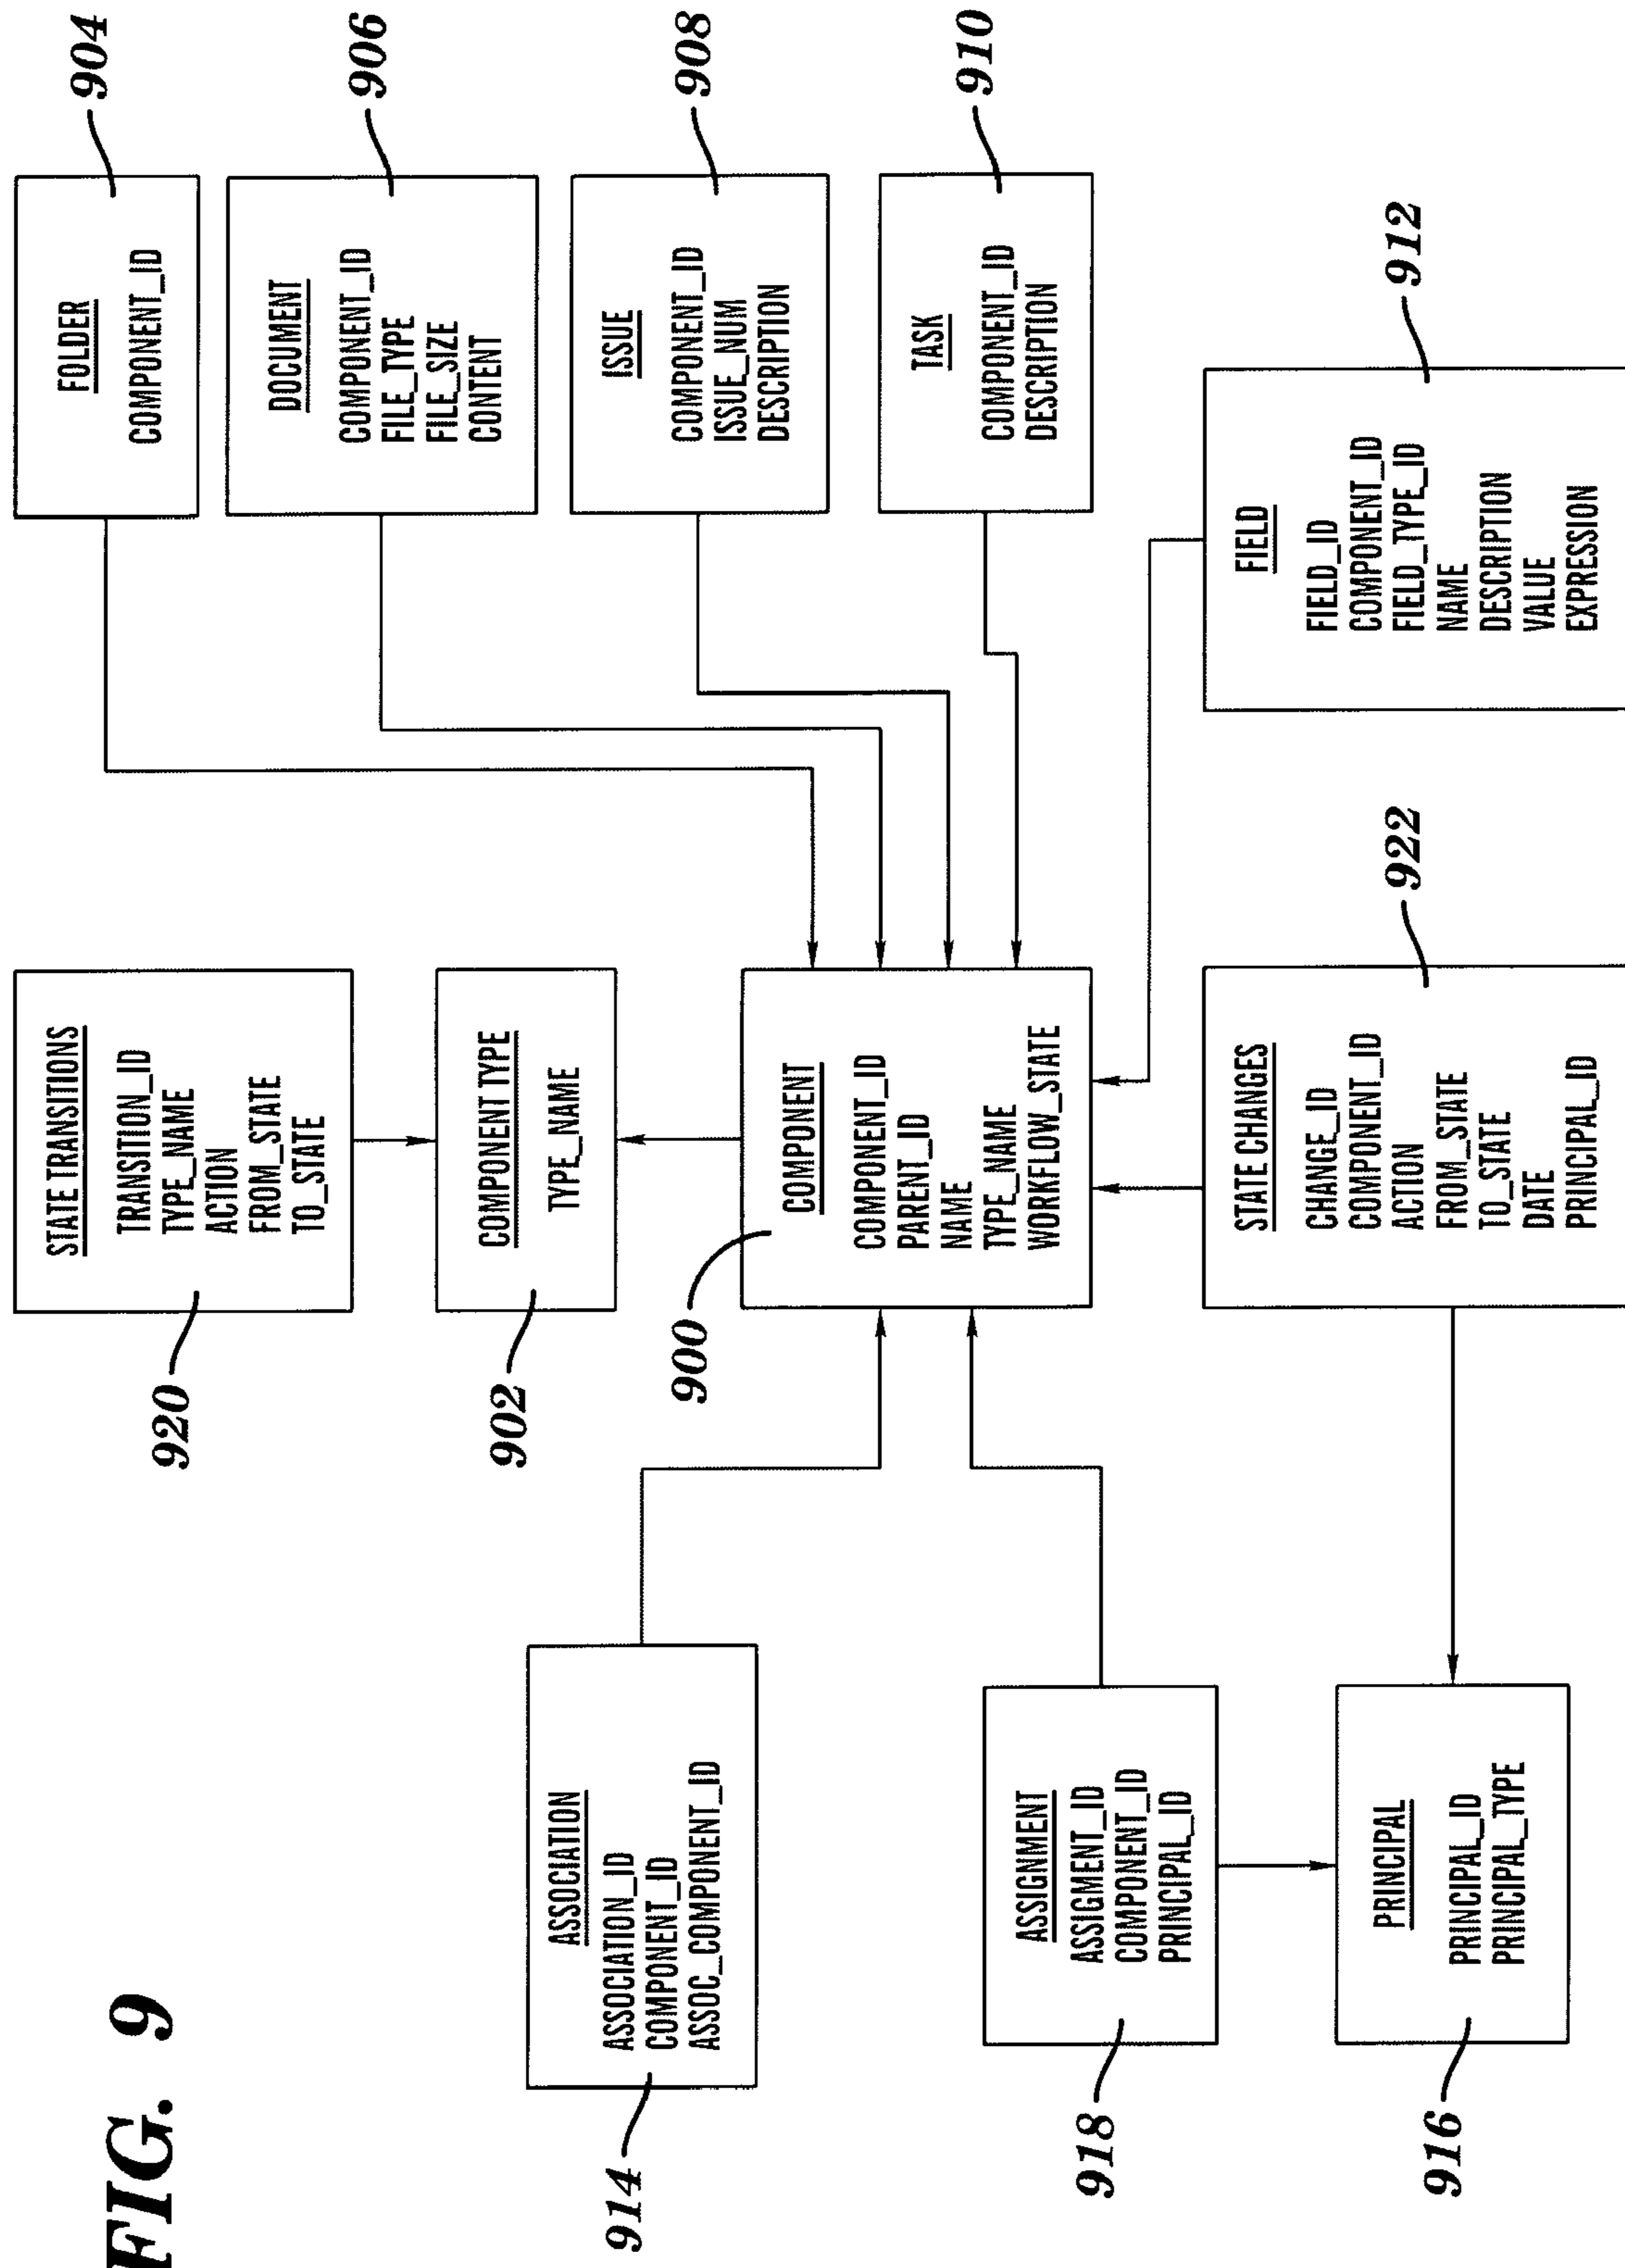 FIG. 9
920
STATE TRANSITIONS
TRANSITION_ID
TYPE_NAME
ACTION
FROM_STATE
TO_STATE
904
FOLDER
COMPONENT_ID
902
COMPONENT TYPE
TYPE_NAME
906
DOCUMENT
COMPONENT_ID
FILE_TYPE
FILE_SIZE
CONTENT
914
ASSOCIATION
ASSOCIATION_ID
COMPONENT_ID
ASSOC_COMPONENT_ID
900
COMPONENT
COMPONENT_ID
PARENT_ID
NAME
TYPE_NAME
WORKFLOW_STATE
908
ISSUE
COMPONENT_ID
ISSUE_NUM
DESCRIPTION
910
TASK
COMPONENT_ID
DESCRIPTION
918
ASSIGNMENT
ASSIGMENT_ID
COMPONENT_ID
PRINCIPAL_ID
916
PRINCIPAL
PRINCIPAL_ID
PRINCIPAL_TYPE
922
STATE CHANGES
CHANGE_ID
COMPONENT_ID
ACTION
FROM_STATE
TO_STATE
DATE
PRINCIPAL_ID
912
FIELD
FIELD_ID
COMPONENT_ID
FIELD_TYPE_ID
NAME
DESCRIPTION
VALUE
EXPRESSION